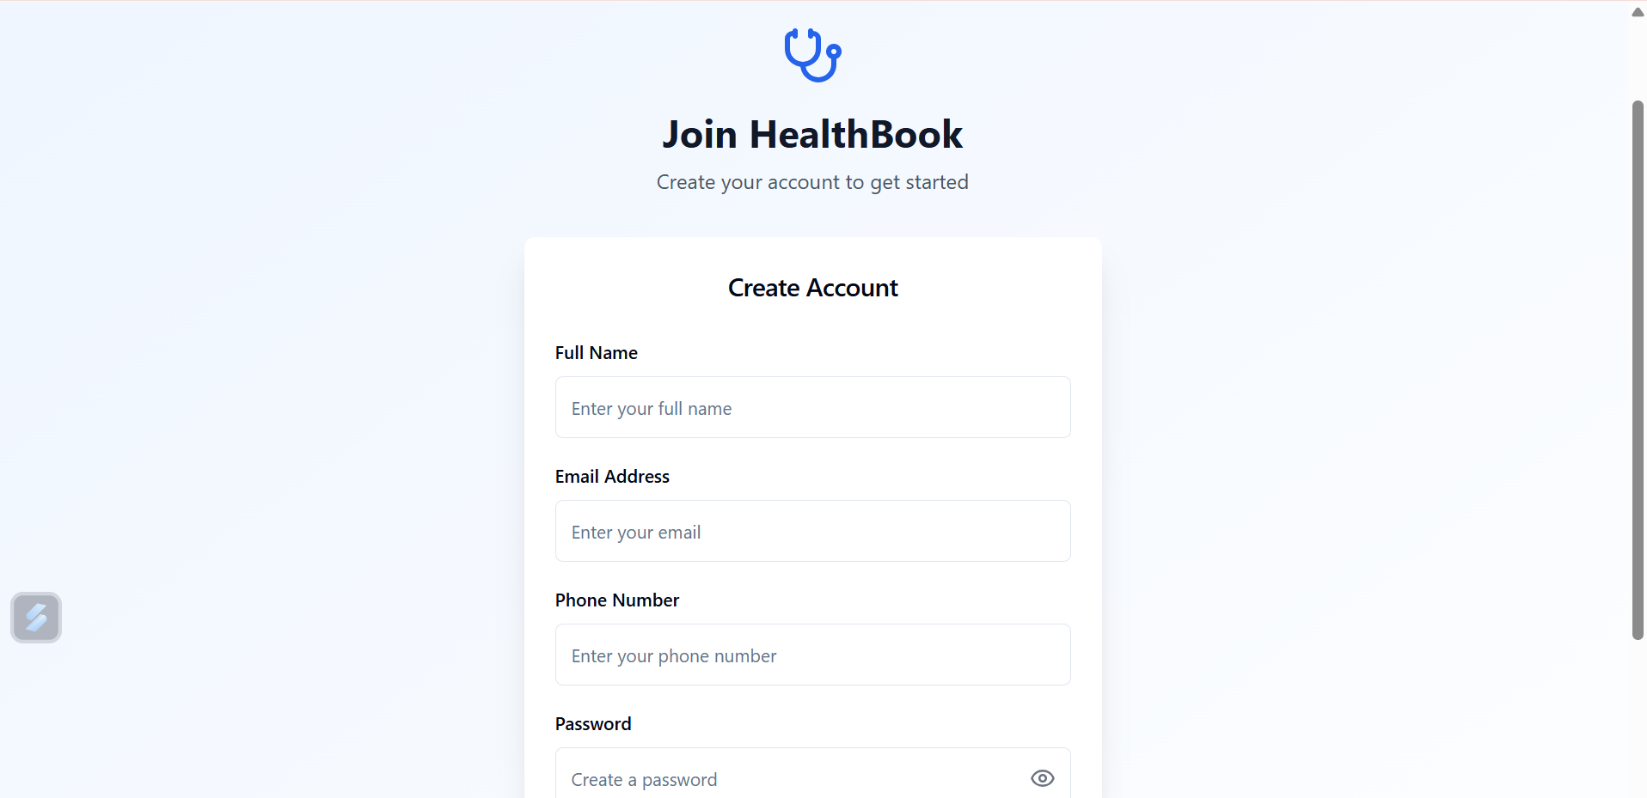 Join HealthBook
Create your account to get started
Create Account
Full Name
Enter your full name
Email Address
Enter your email
Phone Number
Enter your phone number
Password
Create a password